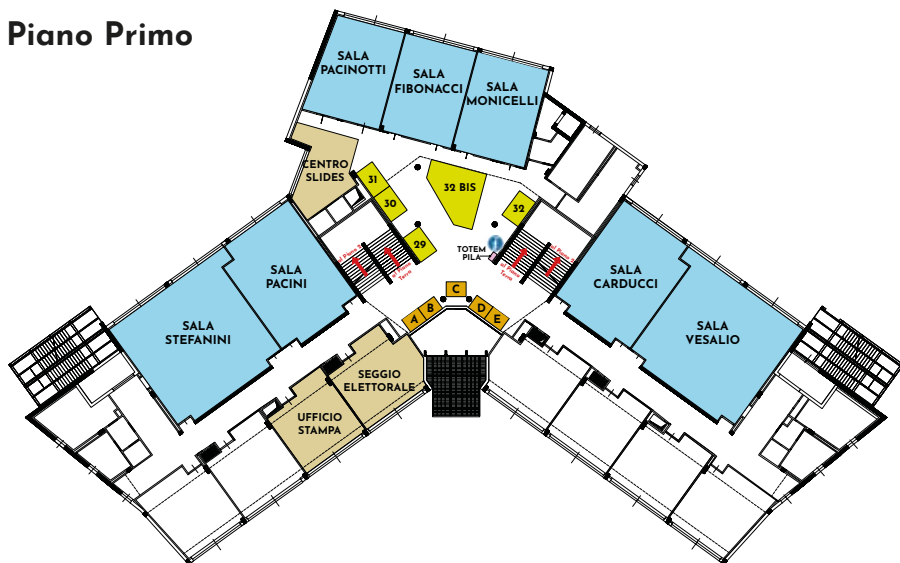 Piano Primo
SALA
PACINOTTI
SALA
FIBONACCI
SALA
MONICELLI
CENTRO
SLIDES
31
30
29
32 BIS
32
TOTEM
PILA
SALA
PACINI
SALA
STEFANINI
SALA
CARDUCCI
SALA
VESALIO
A
B
C
D
E
SEGGIO
ELETTORALE
UFFICIO
STAMPA